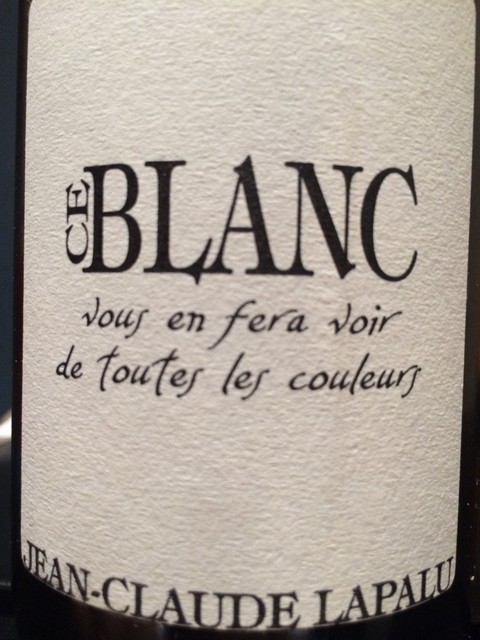 CE BLANC
vous en fera voir
de toutes les couleurs
JEAN-CLAUDE LAPALU